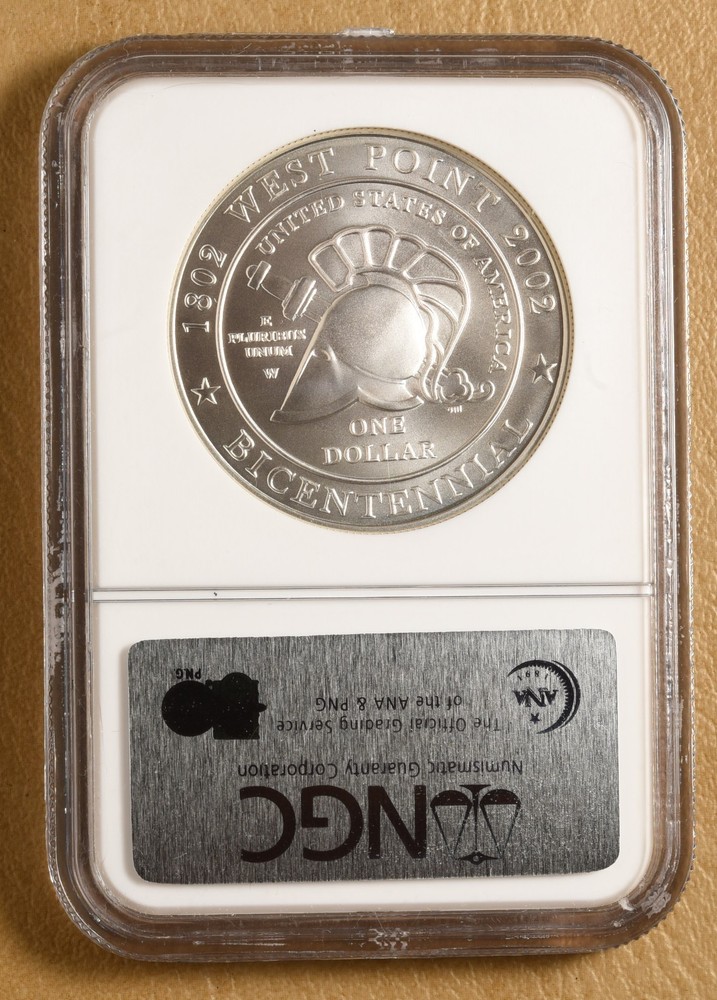 1802 WEST POINT 2002
UNITED STATES OF AMERICA
E
PLURIBUS
UNUM
W
ONE
DOLLAR
BICENTENNIAL
NGC
Numismatic Guaranty Corporation
The Official Grading Service
of the ANA & PNG
ANA
1891
PNG